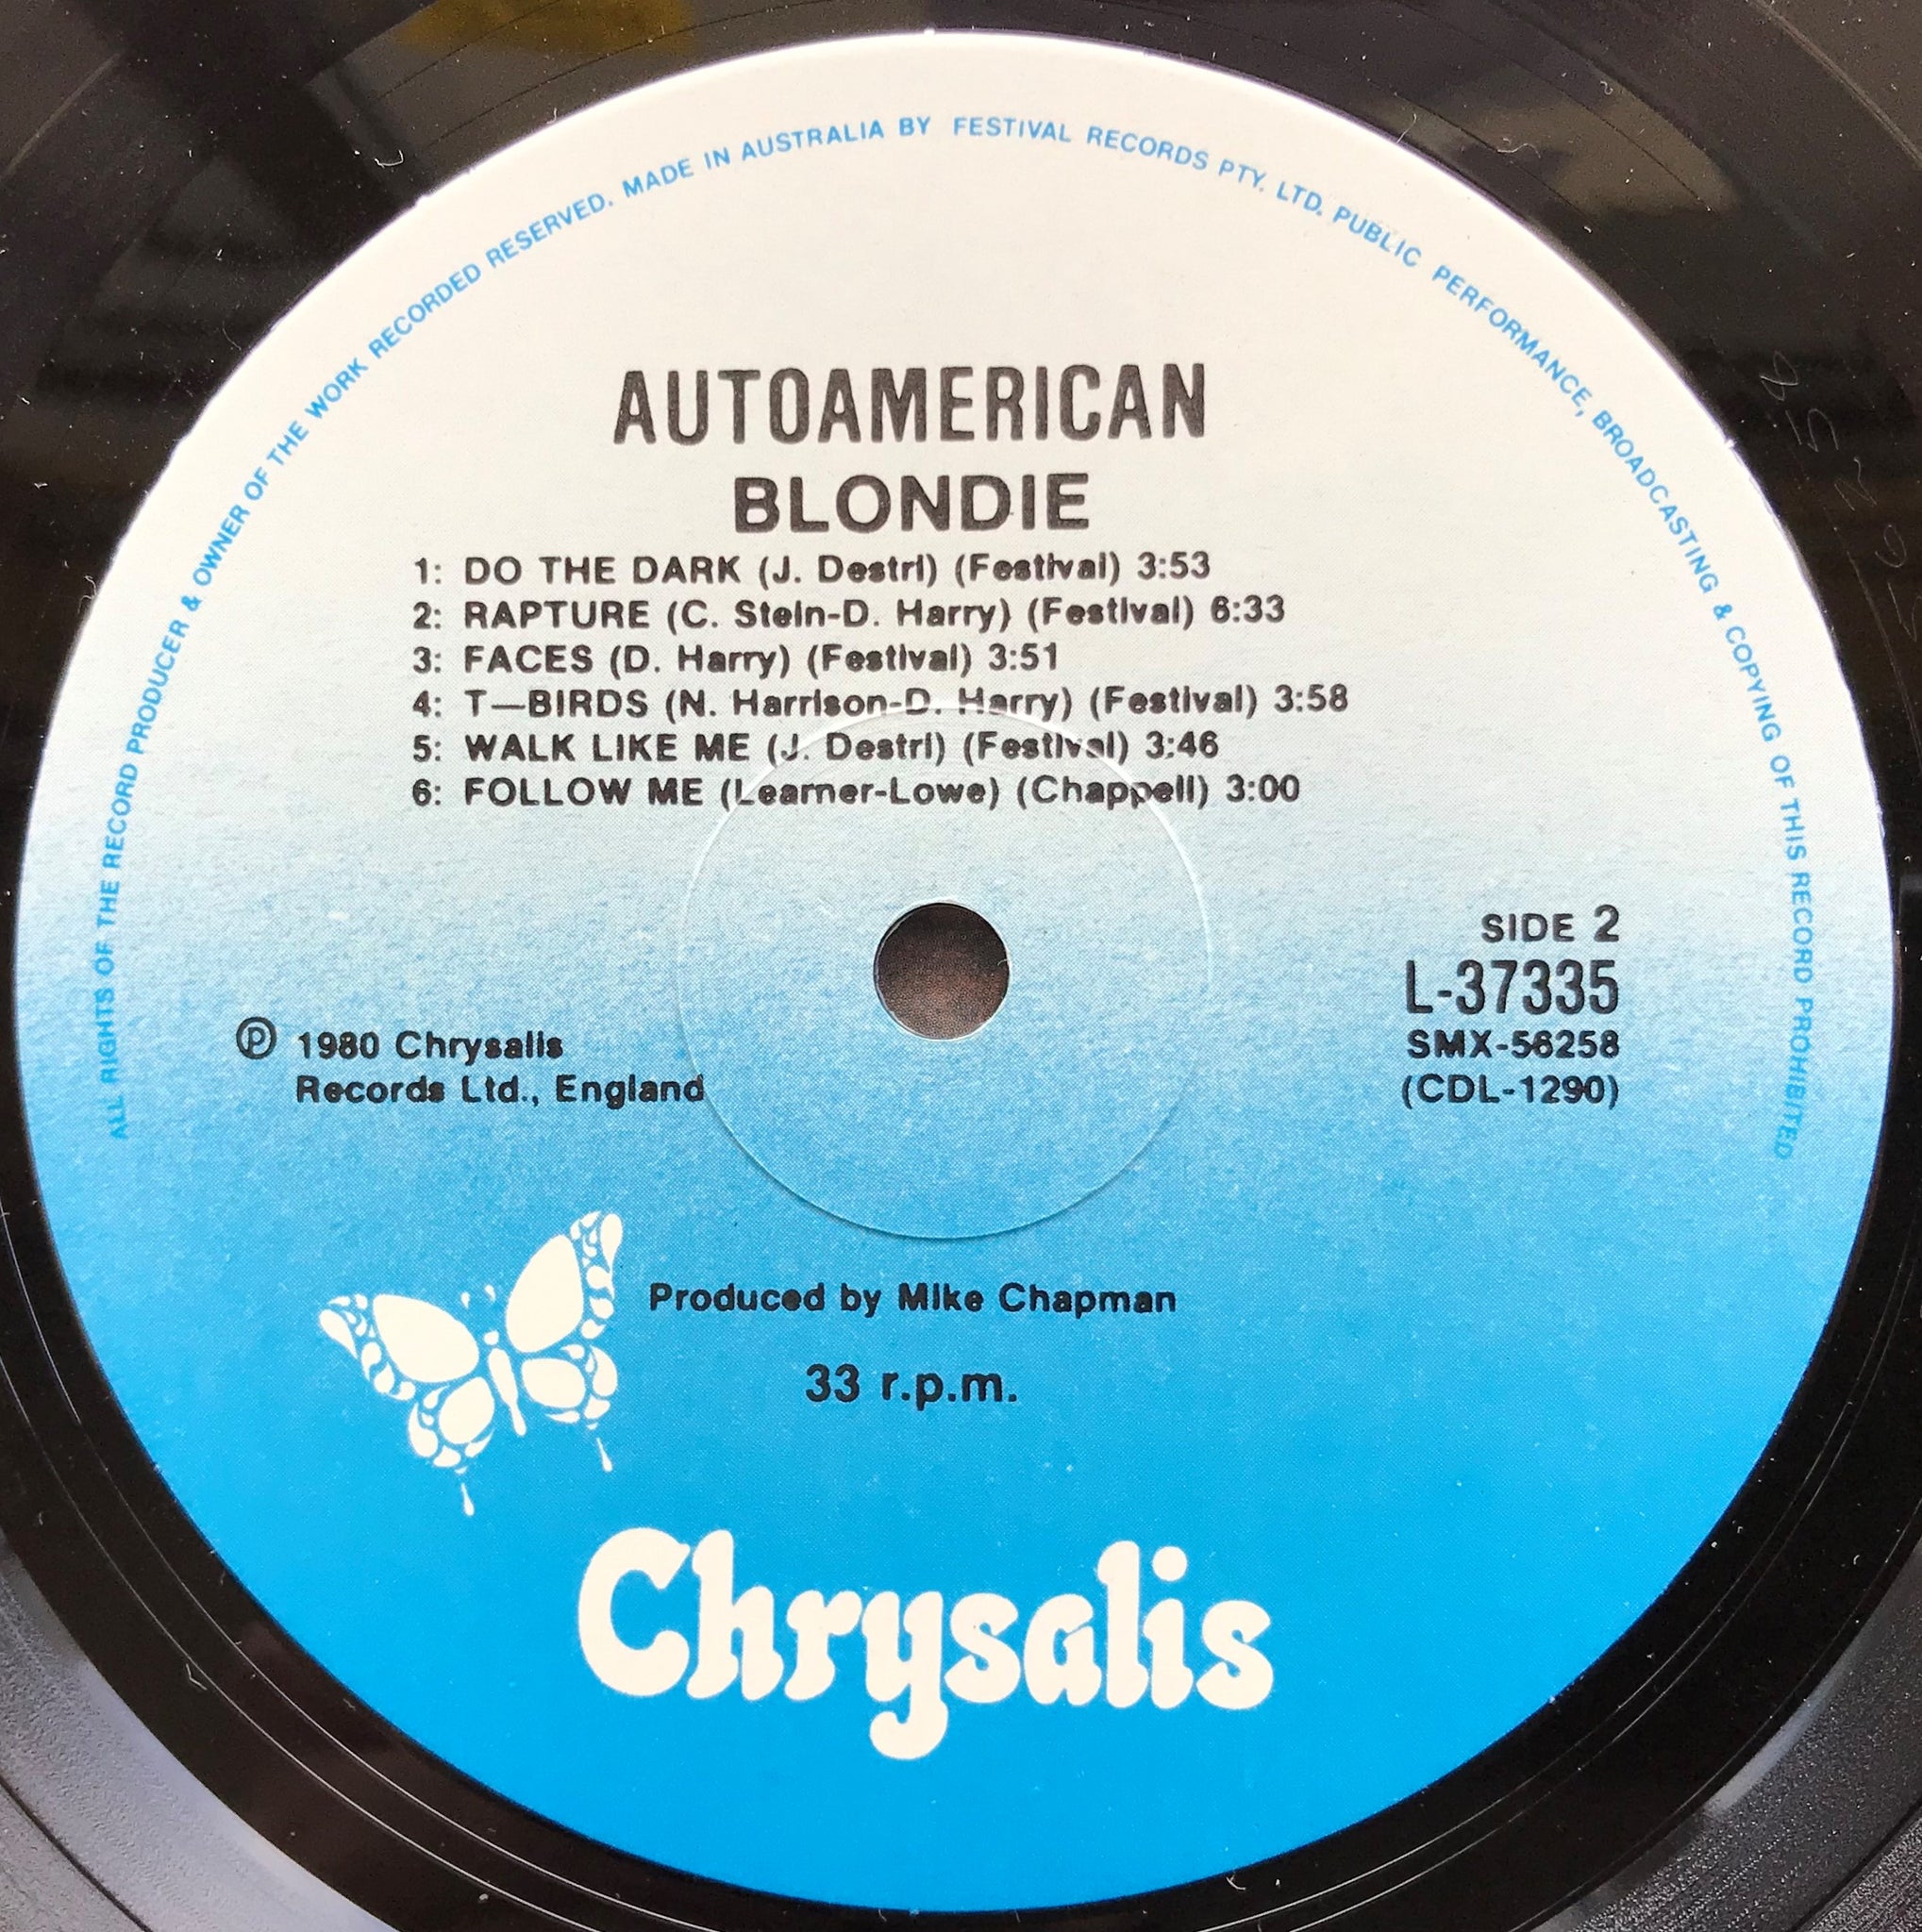 ALL RIGHTS OF THE RECORD PRODUCER & OWNER OF THE WORK RECORDED RESERVED. MADE IN AUSTRALIA BY FESTIVAL RECORDS PTY. LTD. PUBLIC PERFORMANCE, BROADCASTING & COPYING OF THIS RECORD PROHIBITED
AUTOAMERICAN
BLONDIE
1: DO THE DARK (J. Destri) (Festival) 3:53
2: RAPTURE (C. Stein-D. Harry) (Festival) 6:33
3: FACES (D. Harry) (Festival) 3:51
4: T—BIRDS (N. Harrison-D. Harry) (Festival) 3:58
5: WALK LIKE ME (J. Destri) (Festival) 3:46
6: FOLLOW ME (Learner-Lowe) (Chappell) 3:00
SIDE 2
L-37335
SMX-56258
(CDL-1290)
℗ 1980 Chrysalis
Records Ltd., England
Produced by Mike Chapman
33 r.p.m.
Chrysalis